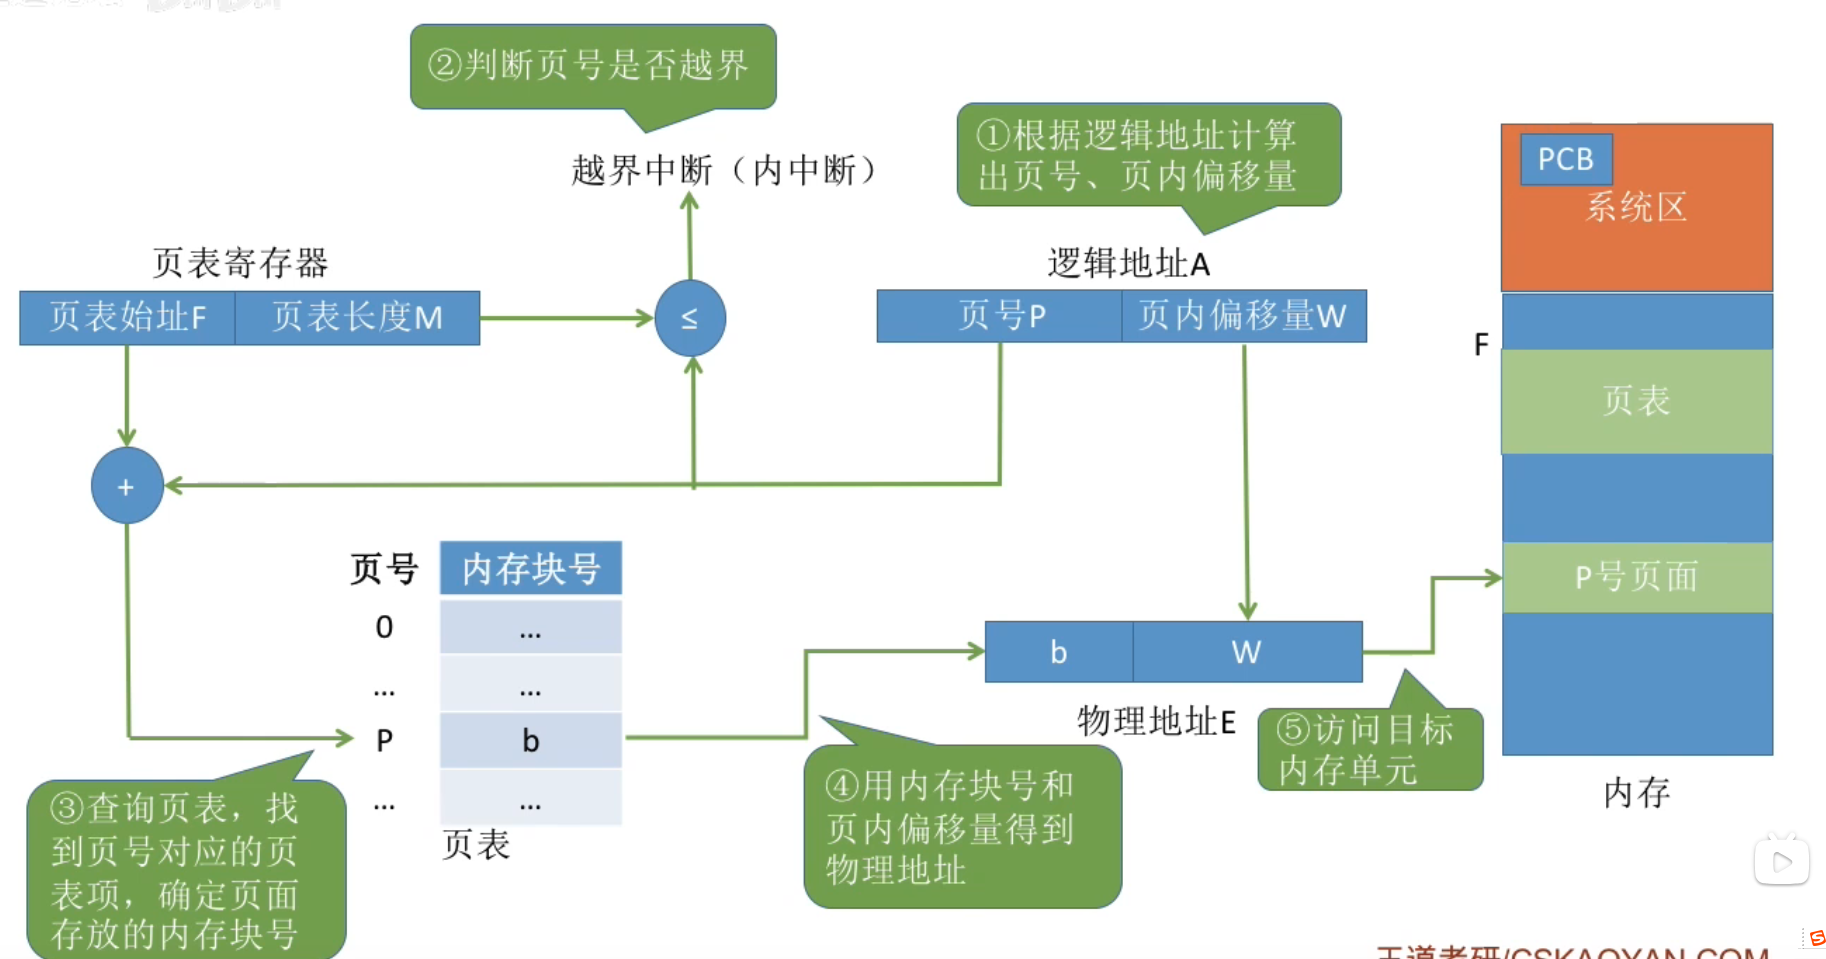 ②判断页号是否越界
①根据逻辑地址计算
出页号、页内偏移量
越界中断（内中断）
PCB
系统区
页表寄存器
逻辑地址A
页表始址F
页表长度M
≤
页号P
页内偏移量W
F
页表
+
页号
内存块号
0
...
...
...
P
b
...
...
页表
P号页面
b
W
物理地址E
③查询页表，找
到页号对应的页
表项，确定页面
存放的内存块号
④用内存块号和
页内偏移量得到
物理地址
⑤访问目标
内存单元
内存
王道考研/CSKAOYAN.COM